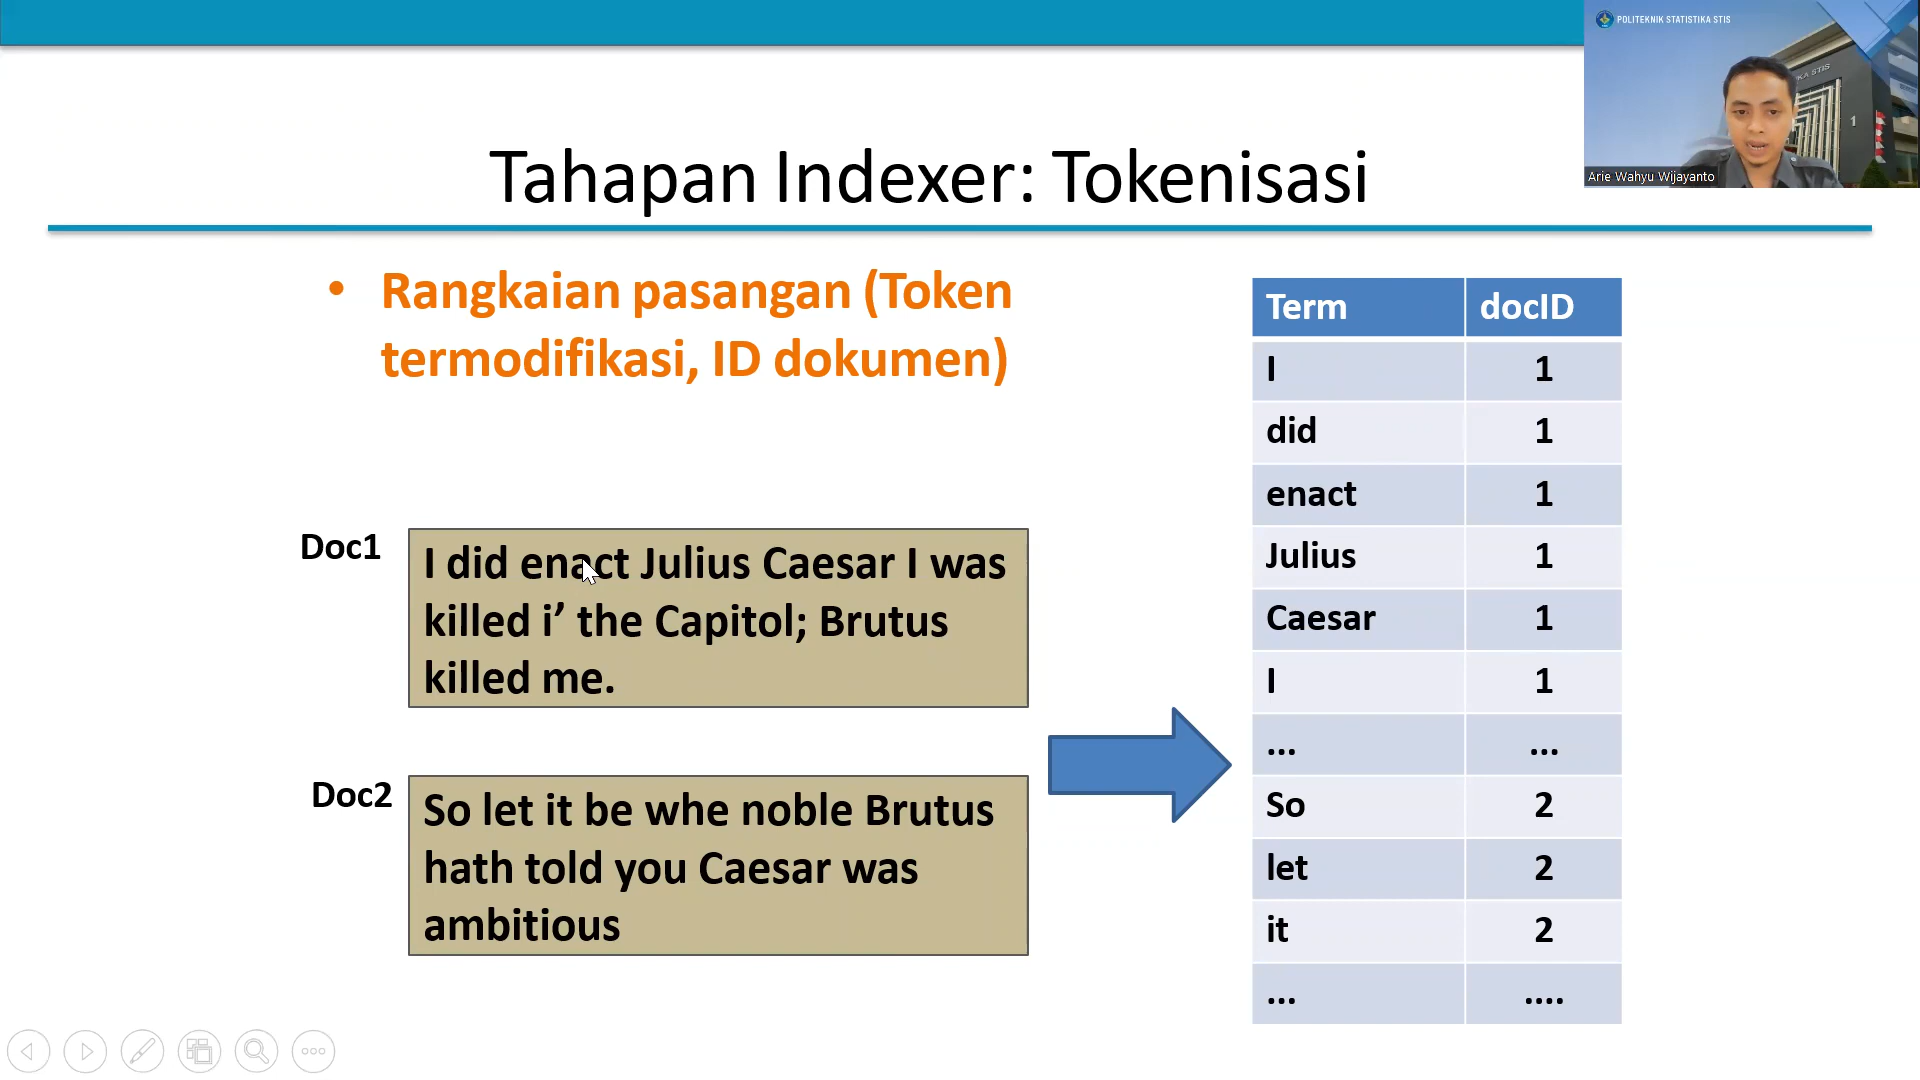 POLITEKNIK STATISTIKA STIS
KA STIS
1
Arie Wahyu Wijayanto
Tahapan Indexer: Tokenisasi
• Rangkaian pasangan (Token
termodifikasi, ID dokumen)
Doc1
I did enact Julius Caesar I was
killed i’ the Capitol; Brutus
killed me.
Doc2
So let it be whe noble Brutus
hath told you Caesar was
ambitious
Term docID
I 1
did 1
enact 1
Julius 1
Caesar 1
I 1
... ...
So 2
let 2
it 2
... ....